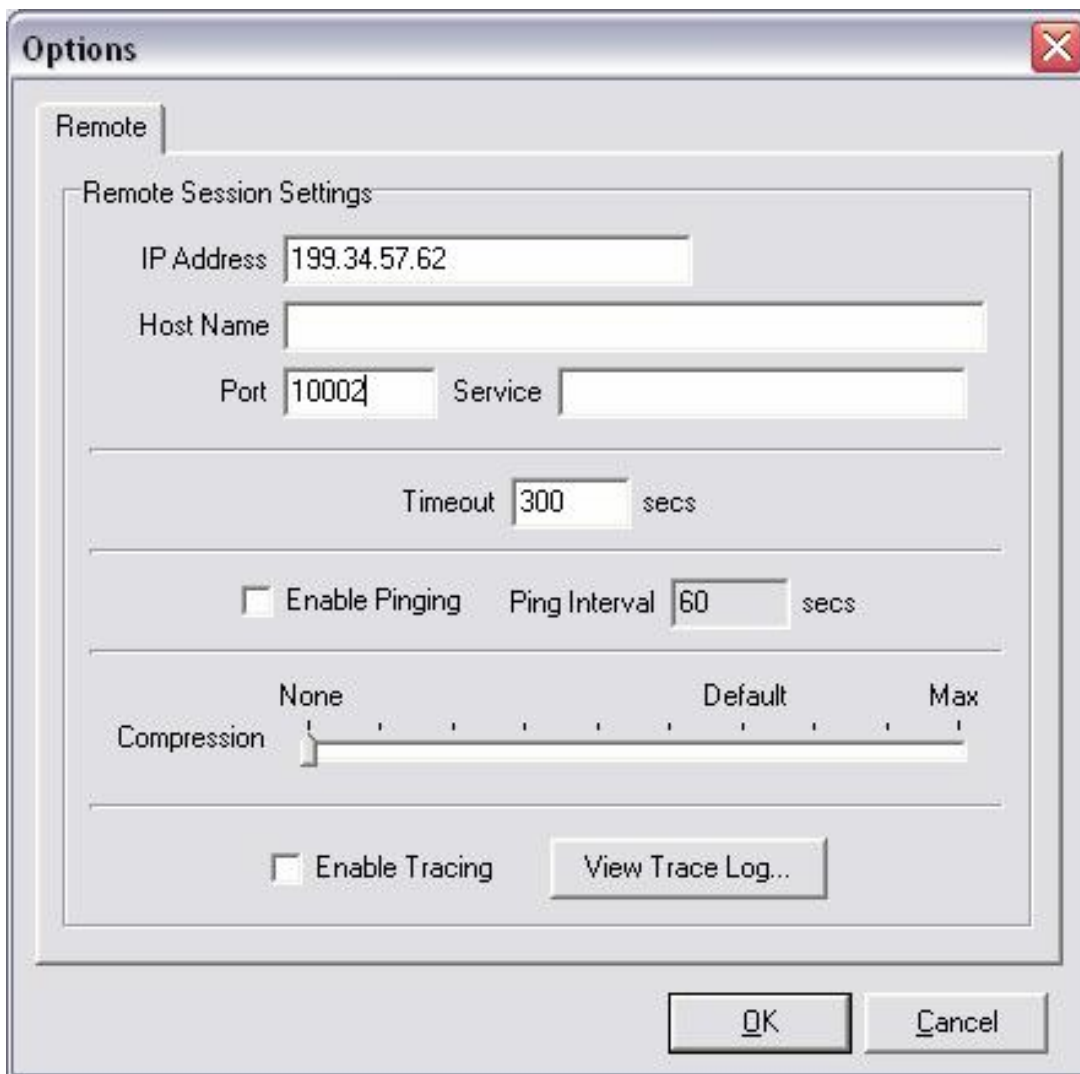 Options
Remote
Remote Session Settings
IP Address 199.34.57.62
Host Name
Port 10002 Service
Timeout 300 secs
Enable Pinging Ping Interval 60 secs
None Default Max
Compression
Enable Tracing View Trace Log...
OK Cancel